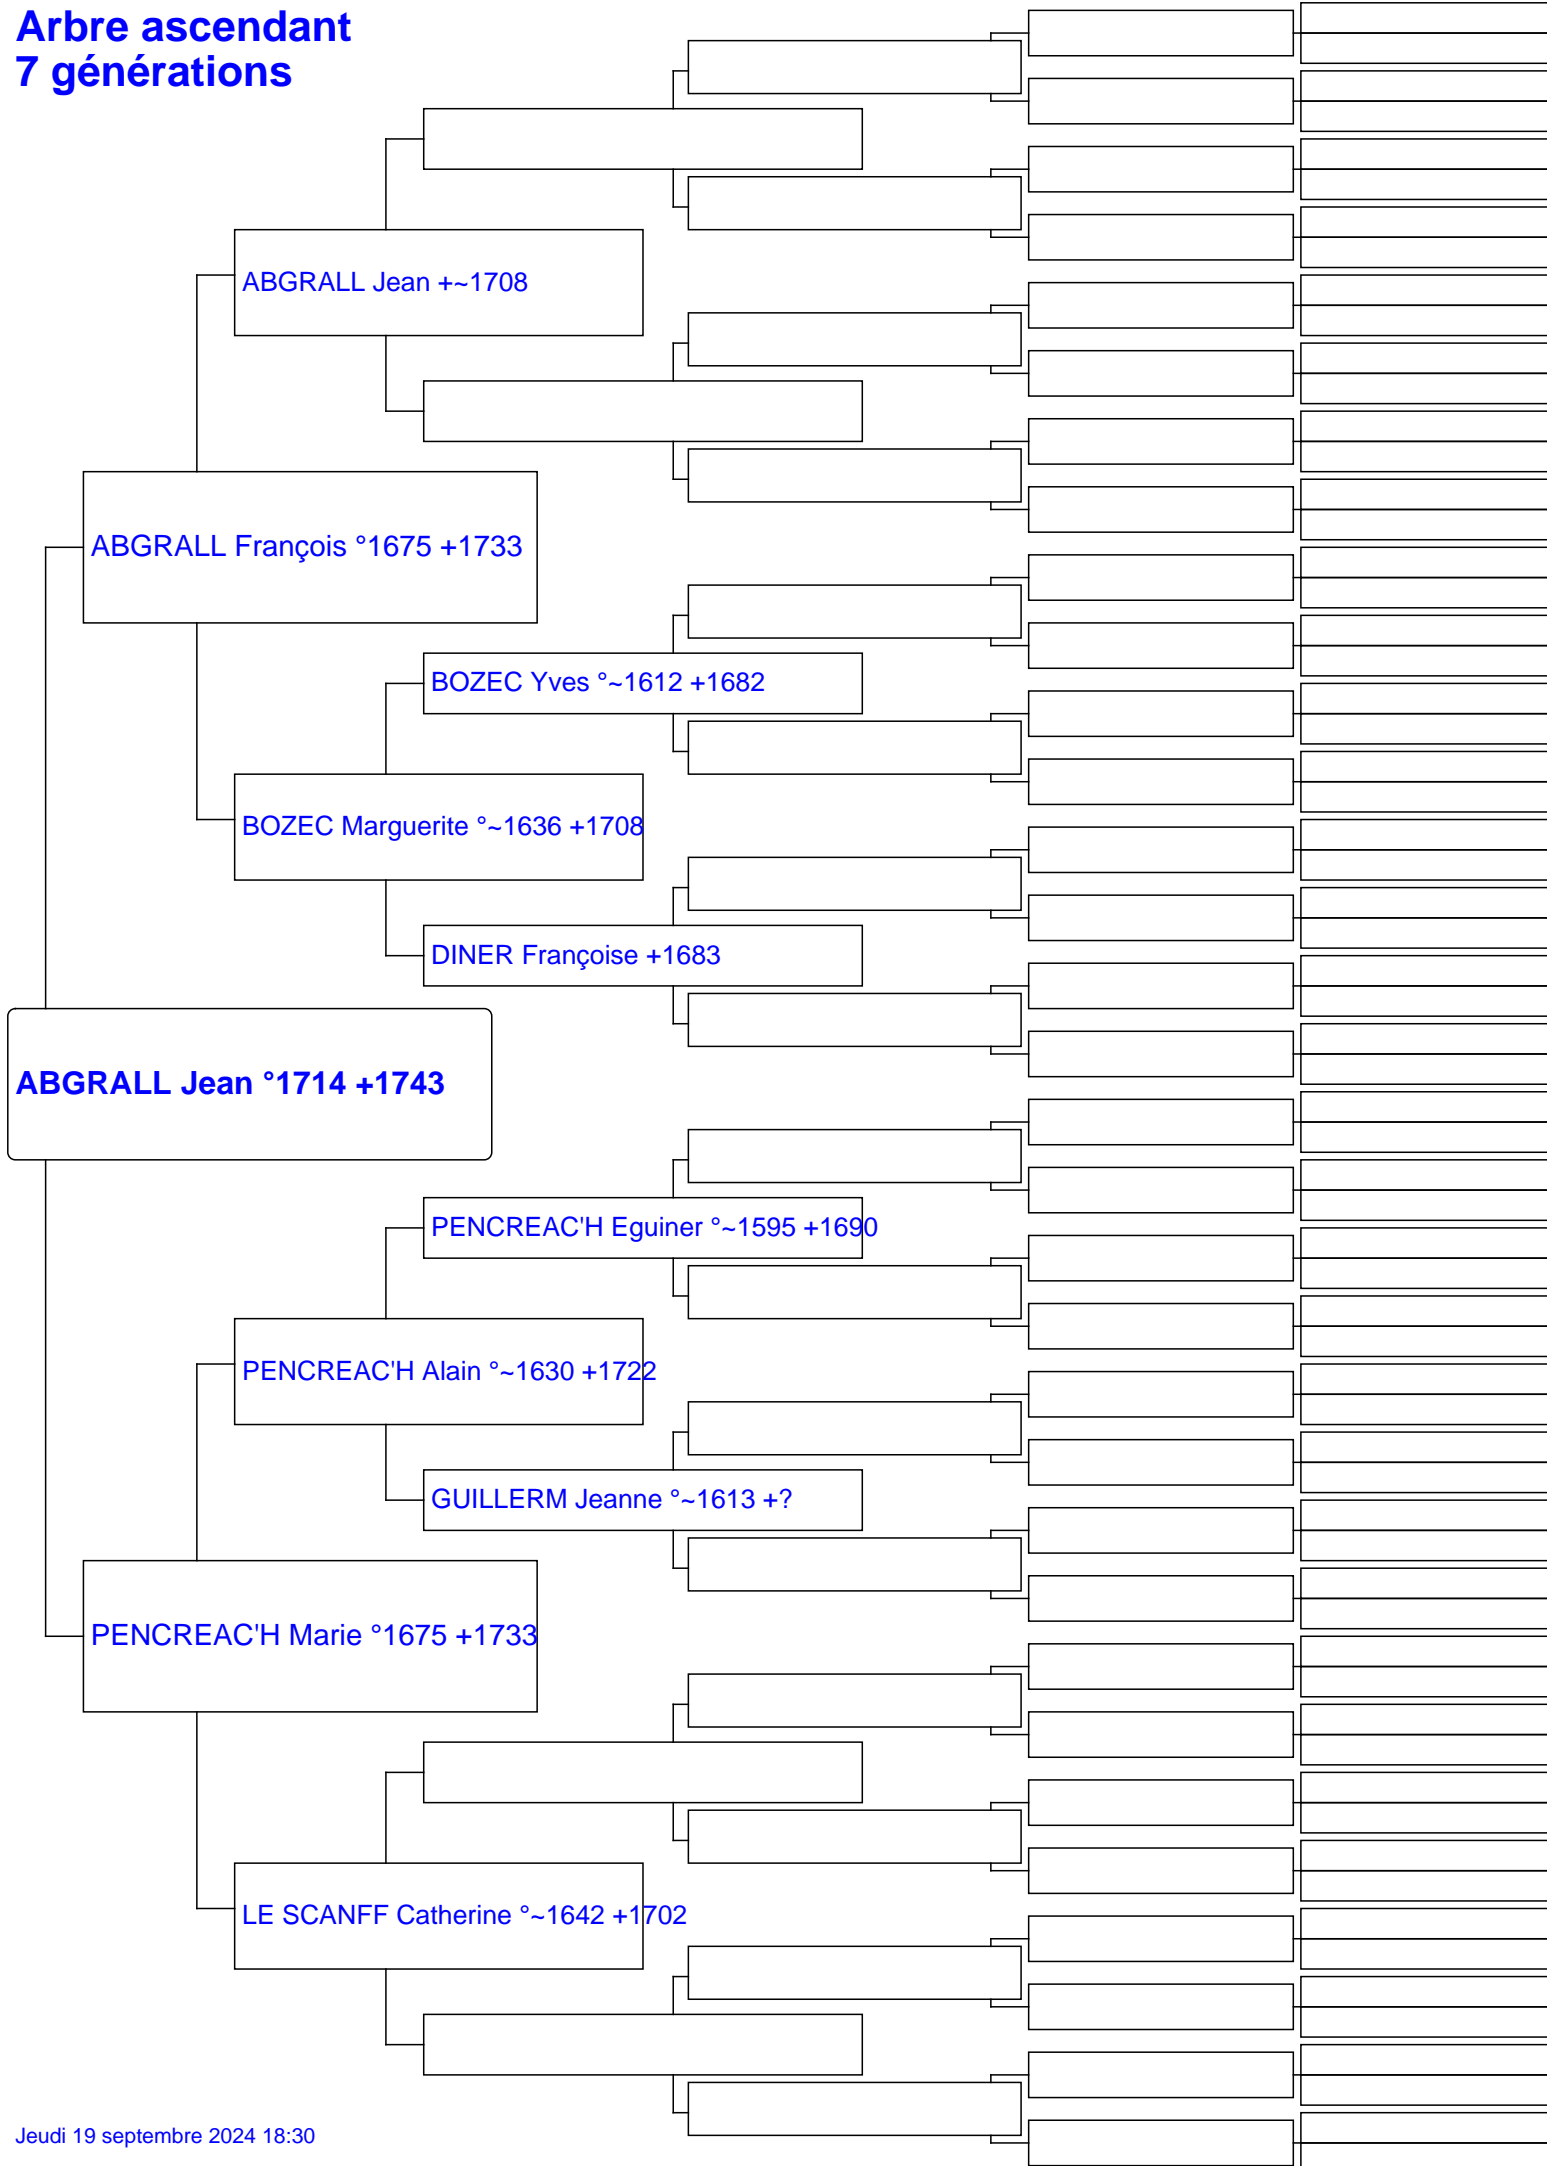 Arbre ascendant
7 générations
ABGRALL Jean +~1708
ABGRALL François °1675 +1733
BOZEC Yves °~1612 +1682
BOZEC Marguerite °~1636 +1708
DINER Françoise +1683
ABGRALL Jean °1714 +1743
PENCREAC'H Eguiner °~1595 +1690
PENCREAC'H Alain °~1630 +1722
GUILLERM Jeanne °~1613 +?
PENCREAC'H Marie °1675 +1733
LE SCANFF Catherine °~1642 +1702
Jeudi 19 septembre 2024 18:30